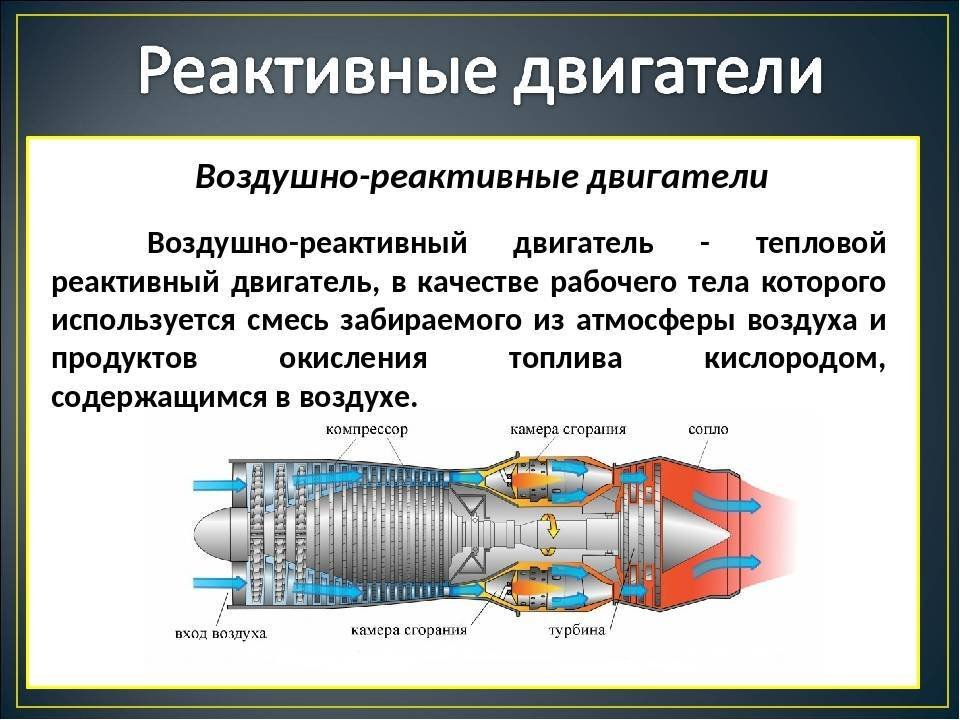 Реактивные двигатели
Воздушно-реактивные двигатели
Воздушно-реактивный двигатель - тепловой
реактивный двигатель, в качестве рабочего тела которого
используется смесь забираемого из атмосферы воздуха и
продуктов окисления топлива кислородом,
содержащимся в воздухе.
компрессор
камера сгорания
сопло
вход воздуха
камера сгорания
турбина